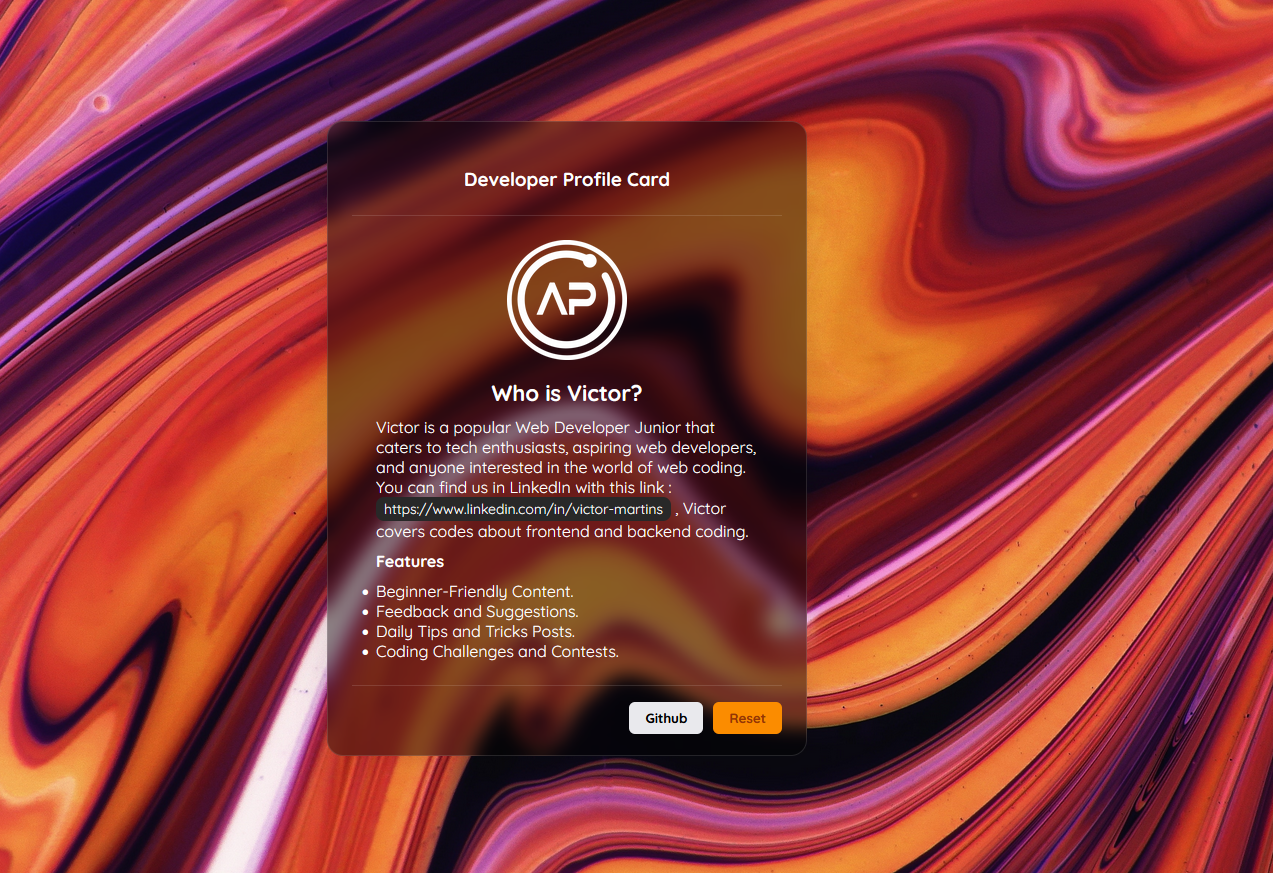 Developer Profile Card
AP
Who is Victor?
Victor is a popular Web Developer Junior that
caters to tech enthusiasts, aspiring web developers,
and anyone interested in the world of web coding.
You can find us in LinkedIn with this link :
https://www.linkedin.com/in/victor-martins , Victor
covers codes about frontend and backend coding.
Features
Beginner-Friendly Content.
Feedback and Suggestions.
Daily Tips and Tricks Posts.
Coding Challenges and Contests.
Github Reset